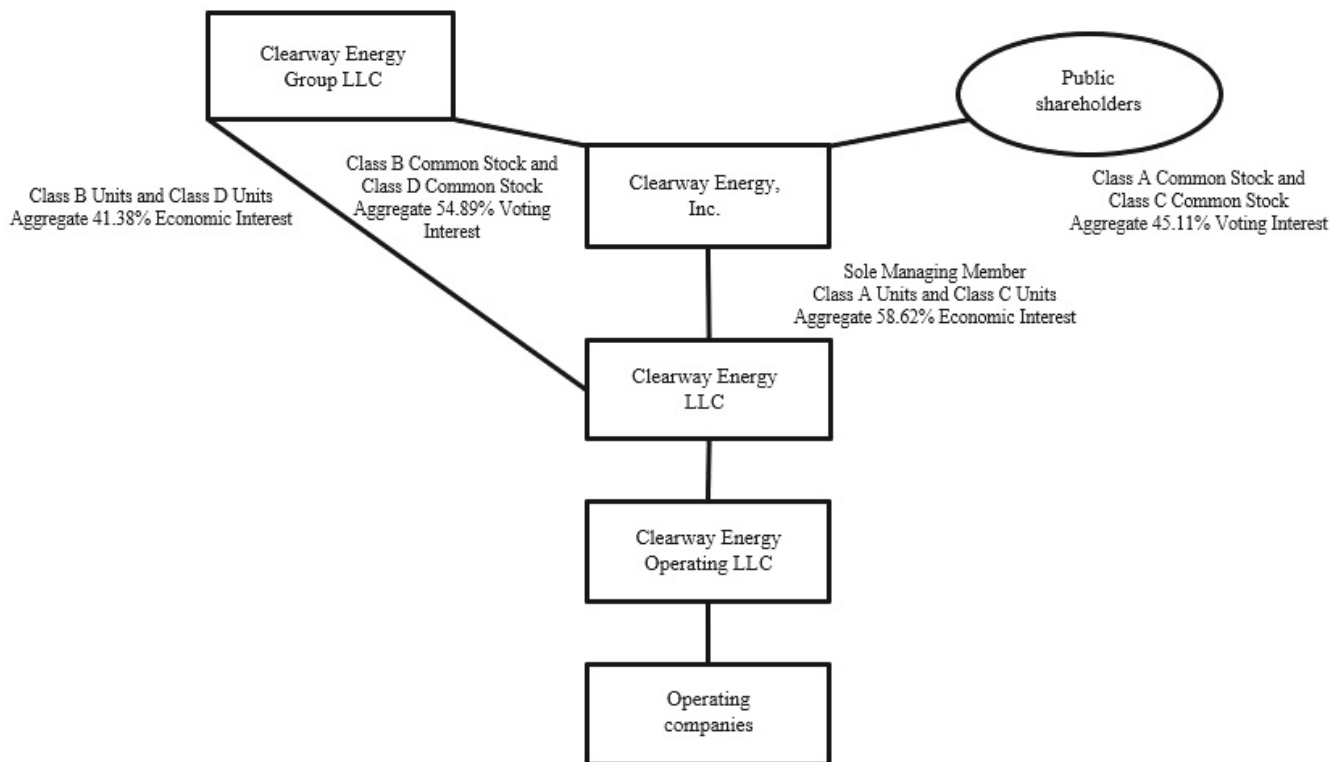 Clearway Energy
Group LLC
Public
shareholders
Class B Units and Class D Units
Aggregate 41.38% Economic Interest
Class B Common Stock and
Class D Common Stock
Aggregate 54.89% Voting
Interest
Clearway Energy,
Inc.
Class A Common Stock and
Class C Common Stock
Aggregate 45.11% Voting Interest
Sole Managing Member
Class A Units and Class C Units
Aggregate 58.62% Economic Interest
Clearway Energy
LLC
Clearway Energy
Operating LLC
Operating
companies